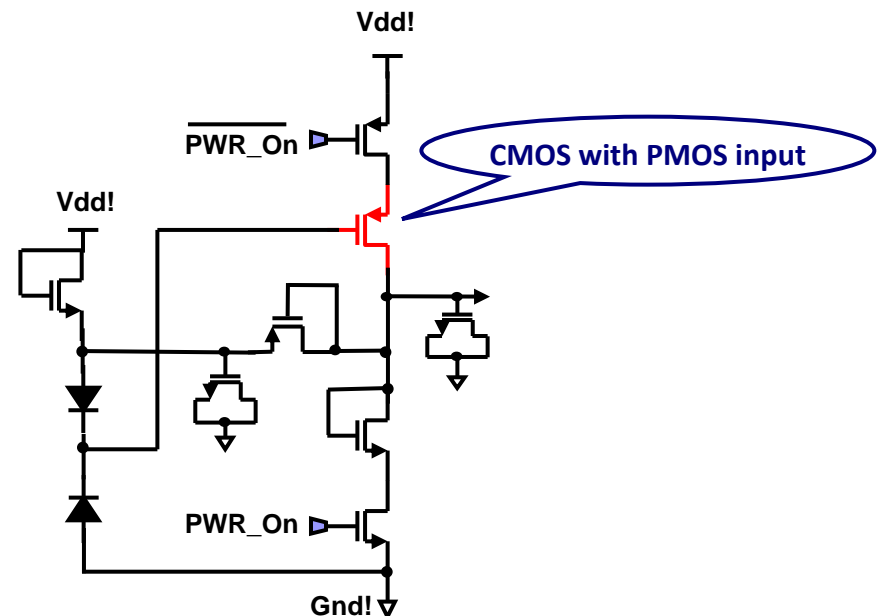 Vdd!
PWR_On
CMOS with PMOS input
Vdd!
PWR_On
Gnd!